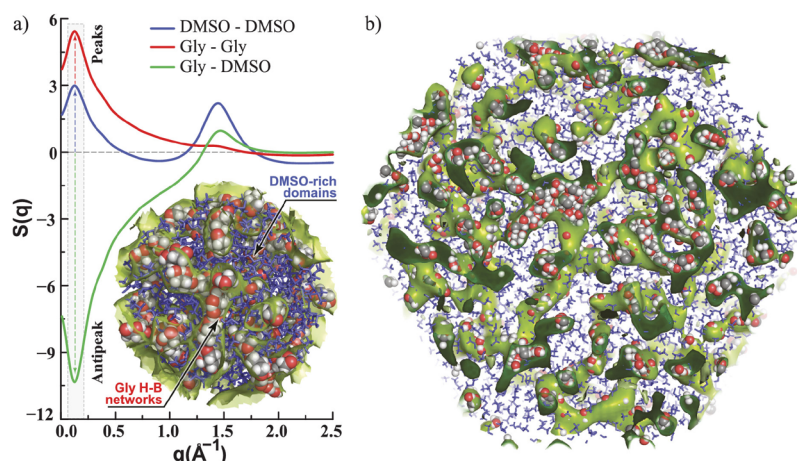 a)
b)
DMSO - DMSO
Gly - Gly
Gly - DMSO
Peaks
Antipeak
S(q)
6
3
0
−3
−6
−9
−12
DMSO-rich
domains
Gly H-B
networks
0.0
0.5
1.0
1.5
2.0
2.5
q(Å⁻¹)